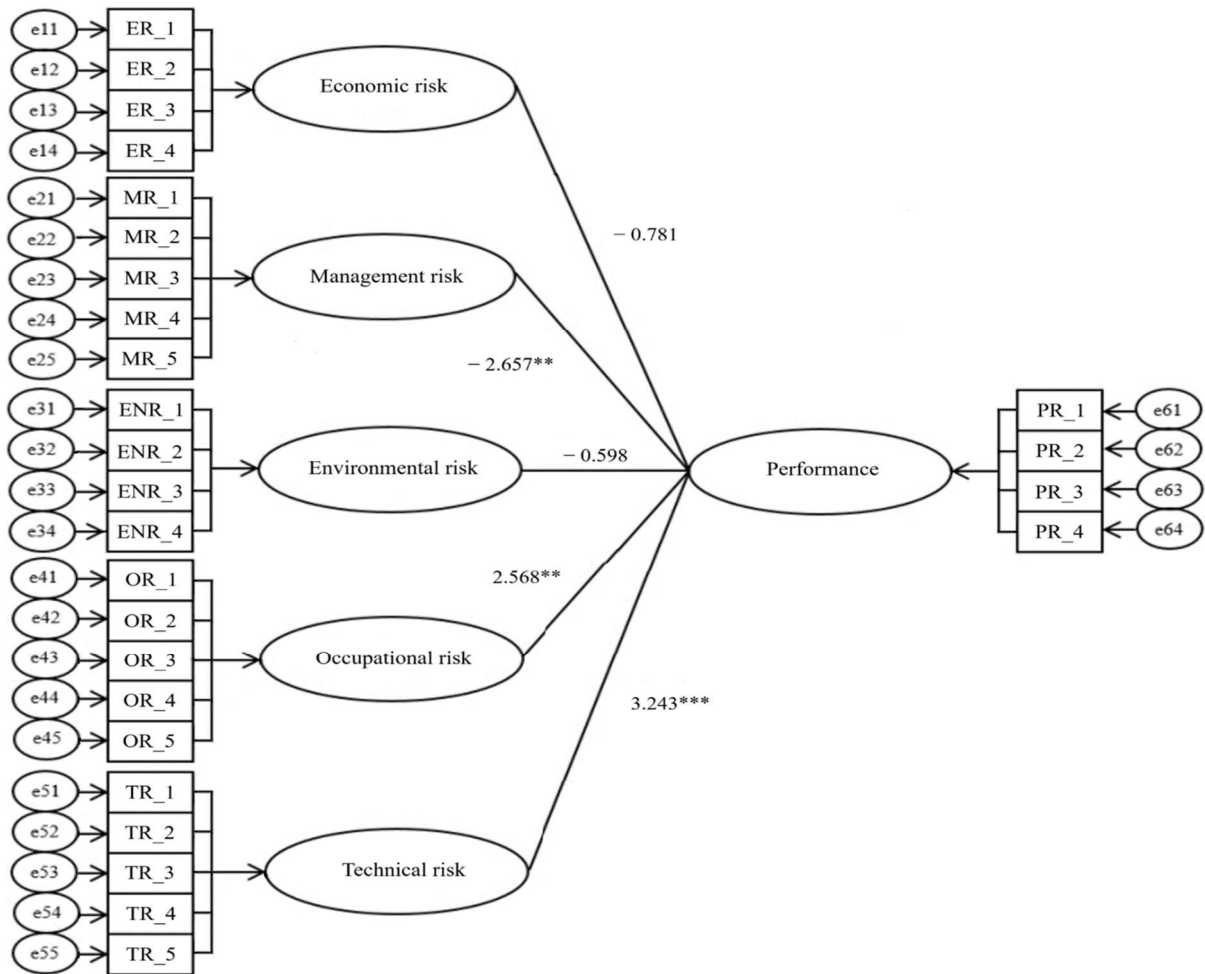 e11
ER_1
e12
ER_2
e13
ER_3
e14
ER_4
Economic risk
e21
MR_1
e22
MR_2
e23
MR_3
e24
MR_4
e25
MR_5
Management risk
e31
ENR_1
e32
ENR_2
e33
ENR_3
e34
ENR_4
Environmental risk
e41
OR_1
e42
OR_2
e43
OR_3
e44
OR_4
e45
OR_5
Occupational risk
e51
TR_1
e52
TR_2
e53
TR_3
e54
TR_4
e55
TR_5
Technical risk
− 0.781
− 2.657**
− 0.598
2.568**
3.243***
Performance
PR_1
e61
PR_2
e62
PR_3
e63
PR_4
e64